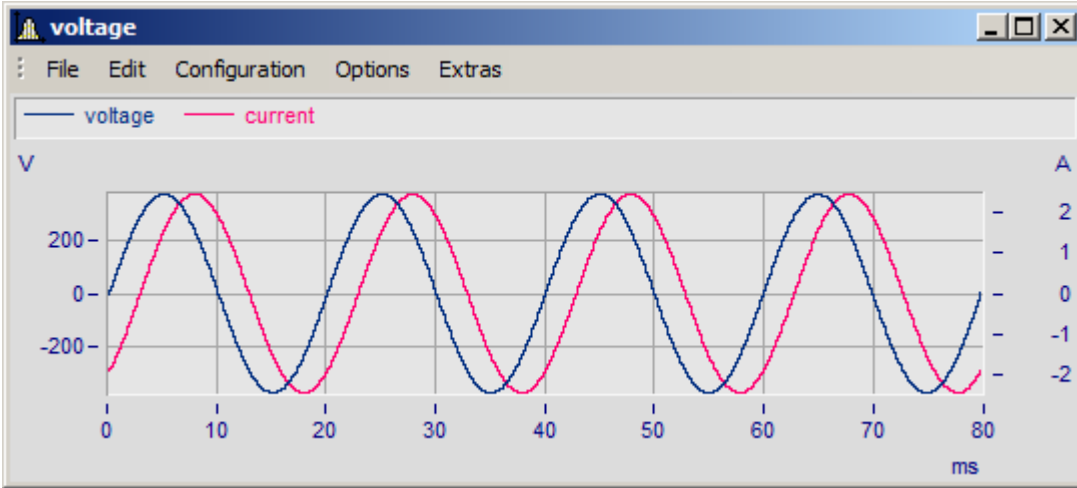 voltage
File Edit Configuration Options Extras
voltage current
V A
2
200 1
0 0
-200 -1
-2
0 10 20 30 40 50 60 70 80
ms